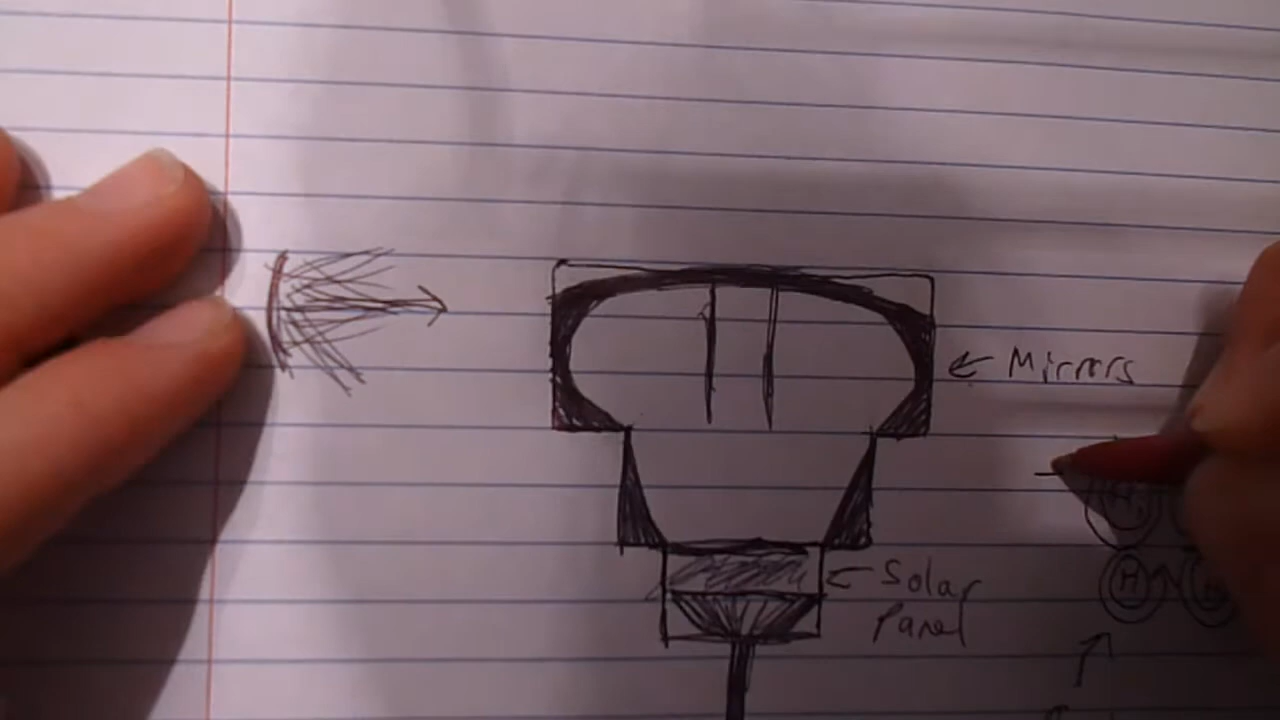 ← Mirrors
← Solar
Panel
H
H H